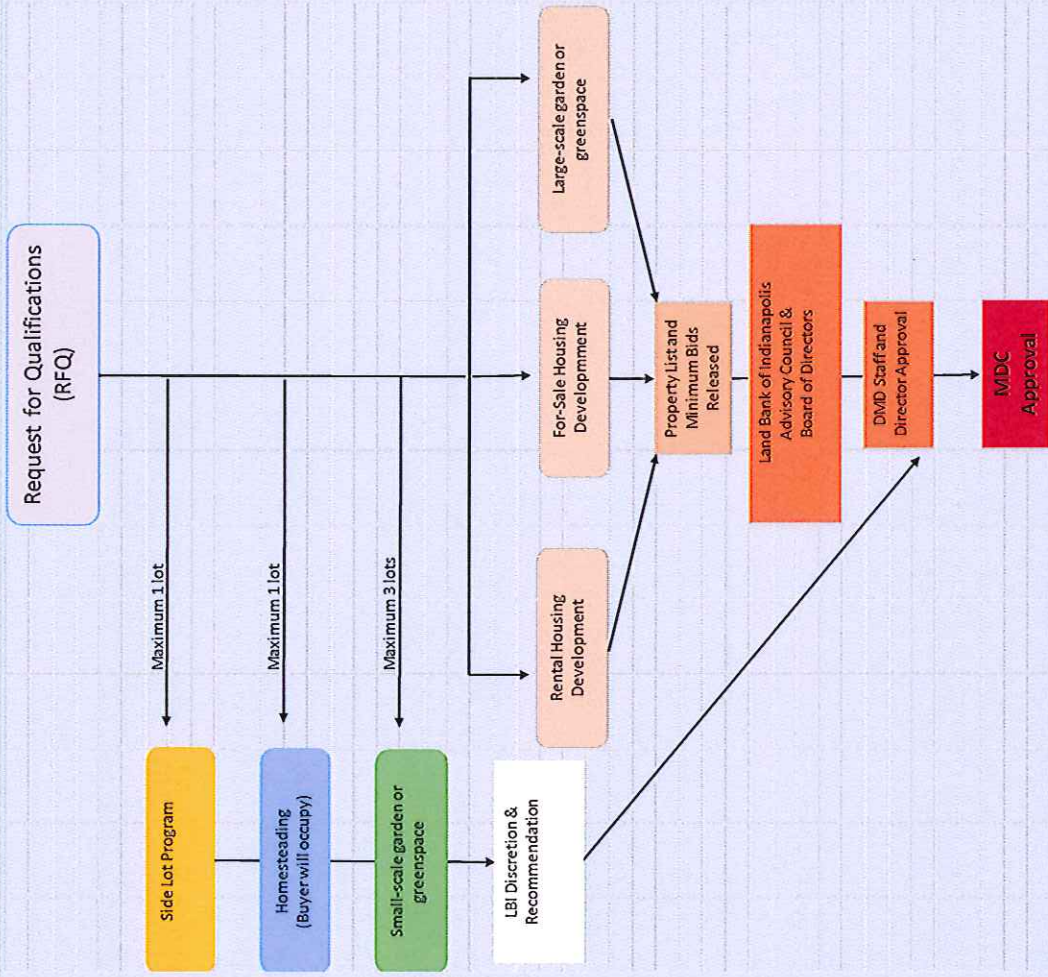 Request for Qualifications
(RFQ)
Maximum 1 lot
Side Lot Program
Maximum 1 lot
Homesteading
(Buyer will occupy)
Maximum 3 lots
Small-scale garden or
greenspace
LBI Discretion &
Recommendation
Rental Housing
Development
For-Sale Housing
Development
Large-scale garden or
greenspace
Property List and
Minimum Bids
Released
Land Bank of Indianapolis
Advisory Council &
Board of Directors
DMD Staff and
Director Approval
MDC
Approval